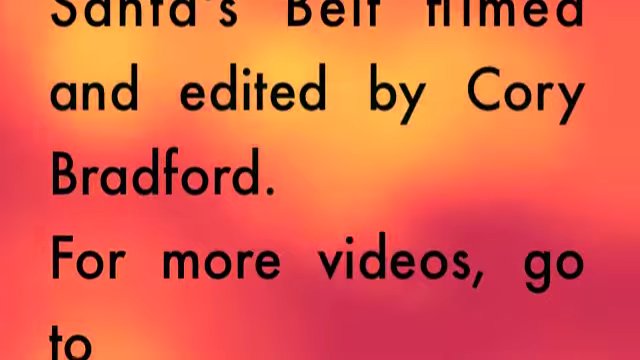 Santa's Belt filmed
and edited by Cory
Bradford.
For more videos, go
to